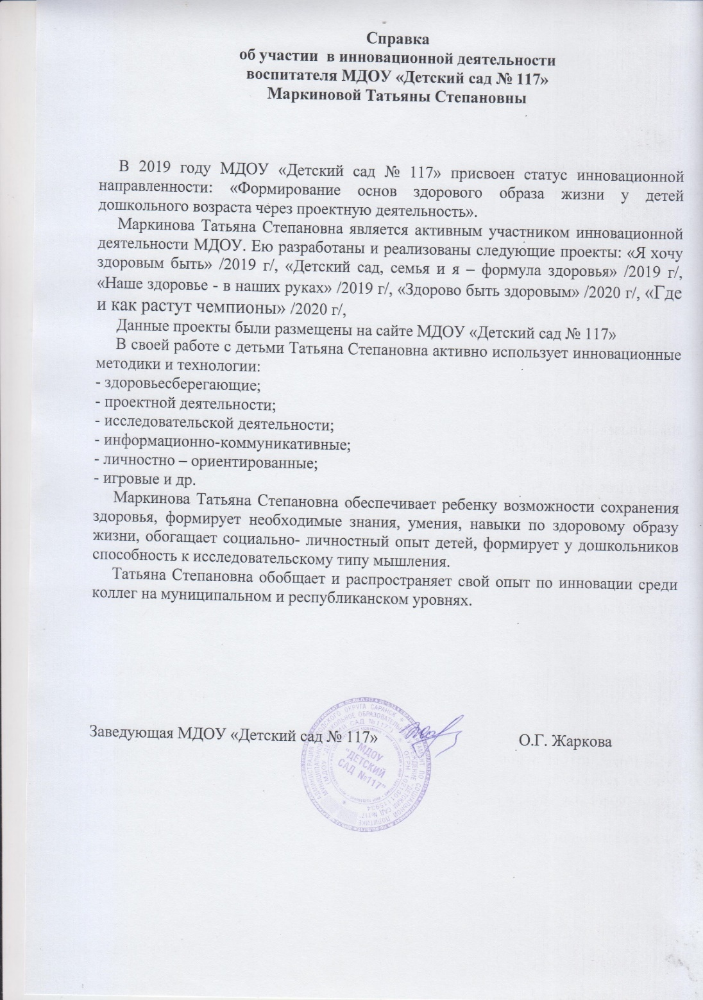 Справка
об участии в инновационной деятельности
воспитателя МДОУ «Детский сад № 117»
Маркиновой Татьяны Степановны
В 2019 году МДОУ «Детский сад № 117» присвоен статус инновационной
направленности: «Формирование основ здорового образа жизни у детей
дошкольного возраста через проектную деятельность».
Маркинова Татьяна Степановна является активным участником инновационной
деятельности МДОУ. Ею разработаны и реализованы следующие проекты: «Я хочу
здоровым быть» /2019 г/, «Детский сад, семья и я – формула здоровья» /2019 г/,
«Наше здоровье - в наших руках» /2019 г/, «Здорово быть здоровым» /2020 г/, «Где
и как растут чемпионы» /2020 г/,
Данные проекты были размещены на сайте МДОУ «Детский сад № 117»
В своей работе с детьми Татьяна Степановна активно использует инновационные
методики и технологии:
- здоровьесберегающие;
- проектной деятельности;
- исследовательской деятельности;
- информационно-коммуникативные;
- личностно – ориентированные;
- игровые и др.
Маркинова Татьяна Степановна обеспечивает ребенку возможности сохранения
здоровья, формирует необходимые знания, умения, навыки по здоровому образу
жизни, обогащает социально- личностный опыт детей, формирует у дошкольников
способность к исследовательскому типу мышления.
Татьяна Степановна обобщает и распространяет свой опыт по инновации среди
коллег на муниципальном и республиканском уровнях.
Заведующая МДОУ «Детский сад № 117» О.Г. Жаркова
МДОУ
"ДЕТСКИЙ
САД №117"